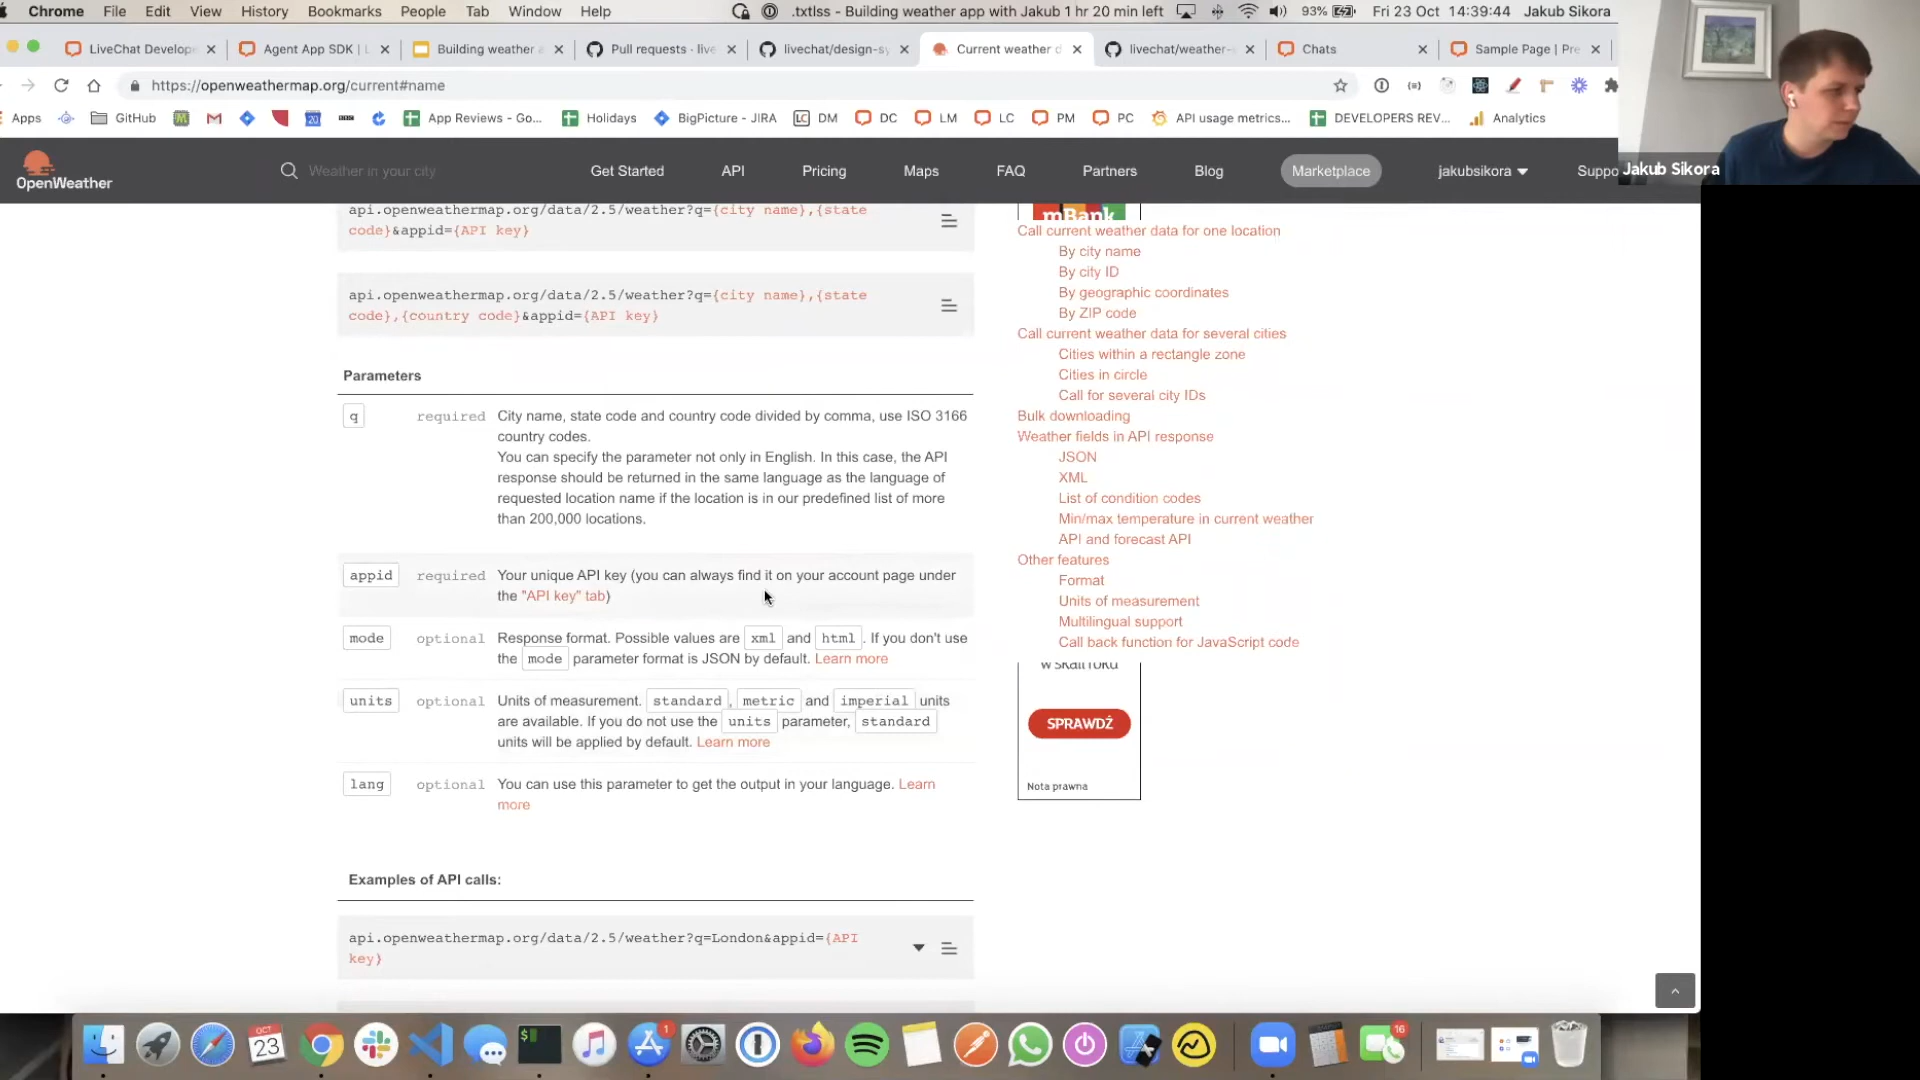 Chrome File Edit View History Bookmarks People Tab Window Help .txtlss - Building weather app with Jakub 1 hr 20 min left 93% Fri 23 Oct 14:39:44 Jakub Sikora
LiveChat Develope Agent App SDK | L Building weather a Pull requests · live livechat/design-sy Current weather d livechat/weather- Chats Sample Page | Pre
https://openweathermap.org/current#name
Apps GitHub 20 App Reviews - Go... Holidays BigPicture - JIRA LC DM DC LM LC PM PC API usage metrics... DEVELOPERS REV... Analytics
OpenWeather Weather in your city Get Started API Pricing Maps FAQ Partners Blog Marketplace jakubsikora Suppo
Jakub Sikora
api.openweathermap.org/data/2.5/weather?q={city name},{state
code}&appid={API key}
api.openweathermap.org/data/2.5/weather?q={city name},{state
code},{country code}&appid={API key}
Parameters
q required City name, state code and country code divided by comma, use ISO 3166
country codes.
You can specify the parameter not only in English. In this case, the API
response should be returned in the same language as the language of
requested location name if the location is in our predefined list of more
than 200,000 locations.
appid required Your unique API key (you can always find it on your account page under
the "API key" tab)
mode optional Response format. Possible values are xml and html. If you don't use
the mode parameter format is JSON by default. Learn more
units optional Units of measurement. standard, metric and imperial units
are available. If you do not use the units parameter, standard
units will be applied by default. Learn more
lang optional You can use this parameter to get the output in your language. Learn
more
Examples of API calls:
api.openweathermap.org/data/2.5/weather?q=London&appid={API
key}
mBank
Call current weather data for one location
By city name
By city ID
By geographic coordinates
By ZIP code
Call current weather data for several cities
Cities within a rectangle zone
Cities in circle
Call for several city IDs
Bulk downloading
Weather fields in API response
JSON
XML
List of condition codes
Min/max temperature in current weather
API and forecast API
Other features
Format
Units of measurement
Multilingual support
Call back function for JavaScript code
w skali roku
SPRAWDŹ
Nota prawna
OCT
23 $ 1 16